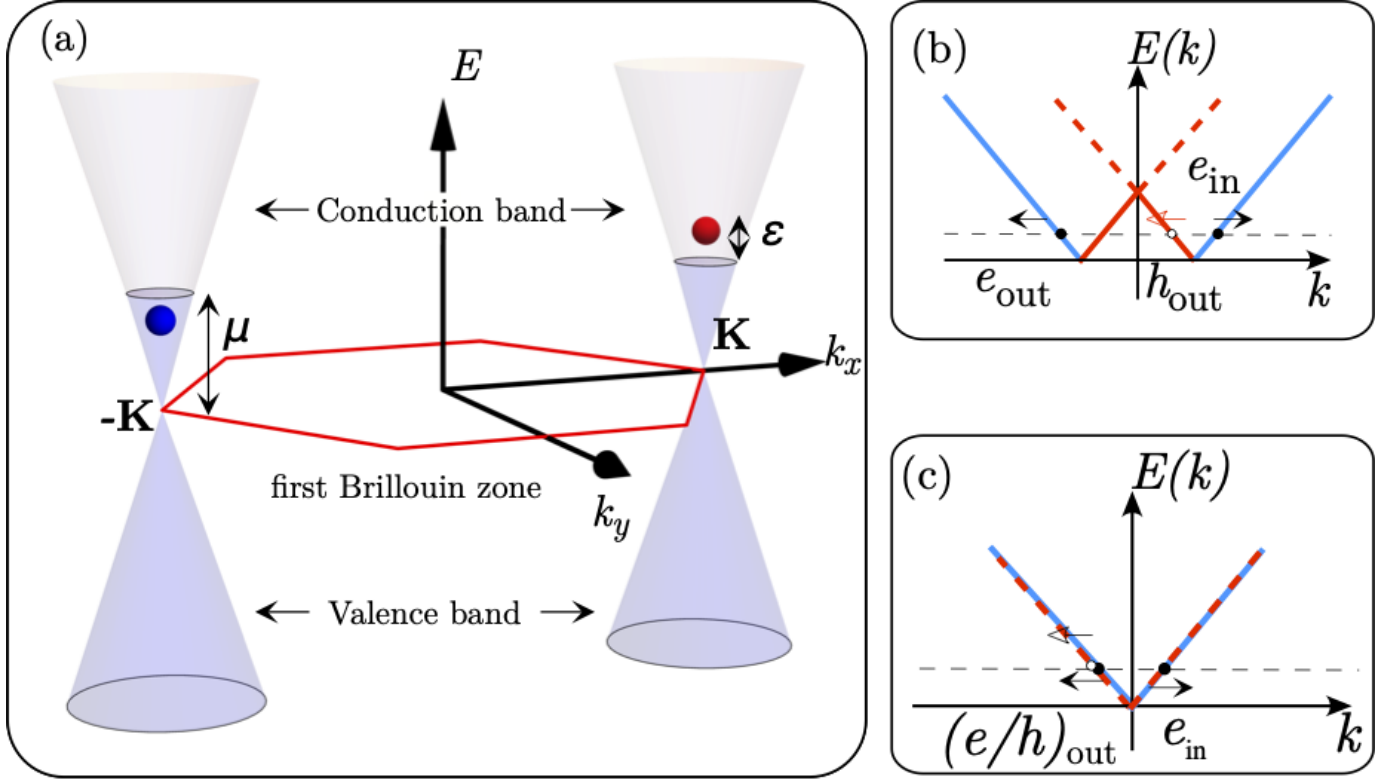 (a)
E
Conduction band
ε
μ
K
k_x
-K
first Brillouin zone
k_y
Valence band
(b)
E(k)
e_in
e_out
h_out
k
(c)
E(k)
(e/h)_out
e_in
k